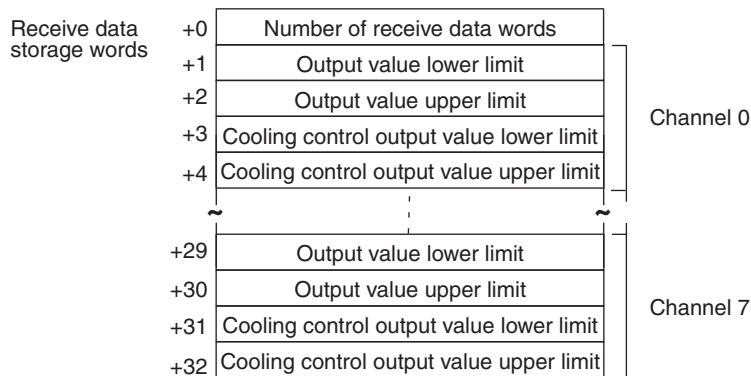 Receive data
storage words
+0 Number of receive data words
+1 Output value lower limit
+2 Output value upper limit
+3 Cooling control output value lower limit
+4 Cooling control output value upper limit
Channel 0
~ ~
+29 Output value lower limit
+30 Output value upper limit
+31 Cooling control output value lower limit
+32 Cooling control output value upper limit
Channel 7